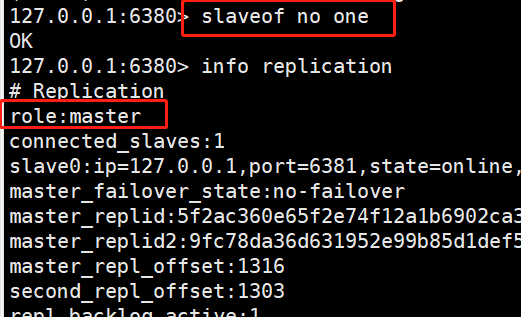 127.0.0.1:6380> slaveof no one
OK
127.0.0.1:6380> info replication
# Replication
role:master
connected_slaves:1
slave0:ip=127.0.0.1,port=6381,state=online,
master_failover_state:no-failover
master_replid:5f2ac360e65f2e74f12a1b6902ca3
master_replid2:9fc78da36d631952e99b85d1def5
master_repl_offset:1316
second_repl_offset:1303
repl_backlog_active:1